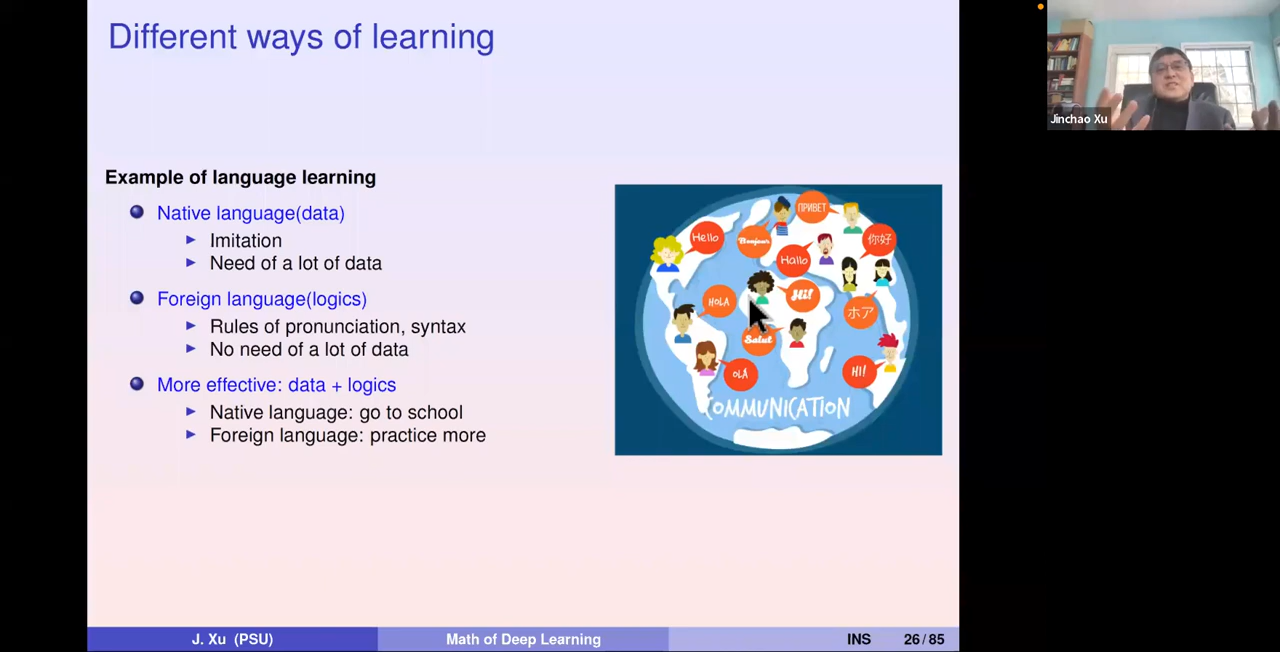 Different ways of learning
Jinchao Xu
Example of language learning
Native language(data)
Imitation
Need of a lot of data
Foreign language(logics)
Rules of pronunciation, syntax
No need of a lot of data
More effective: data + logics
Native language: go to school
Foreign language: practice more
ПРИВЕТ
Hello
Bonjour
你好
Hallo
HOLA
Hi!
ホア
Salut
OLÁ
HI!
COMMUNICATION
J. Xu (PSU)
Math of Deep Learning
INS
26/85